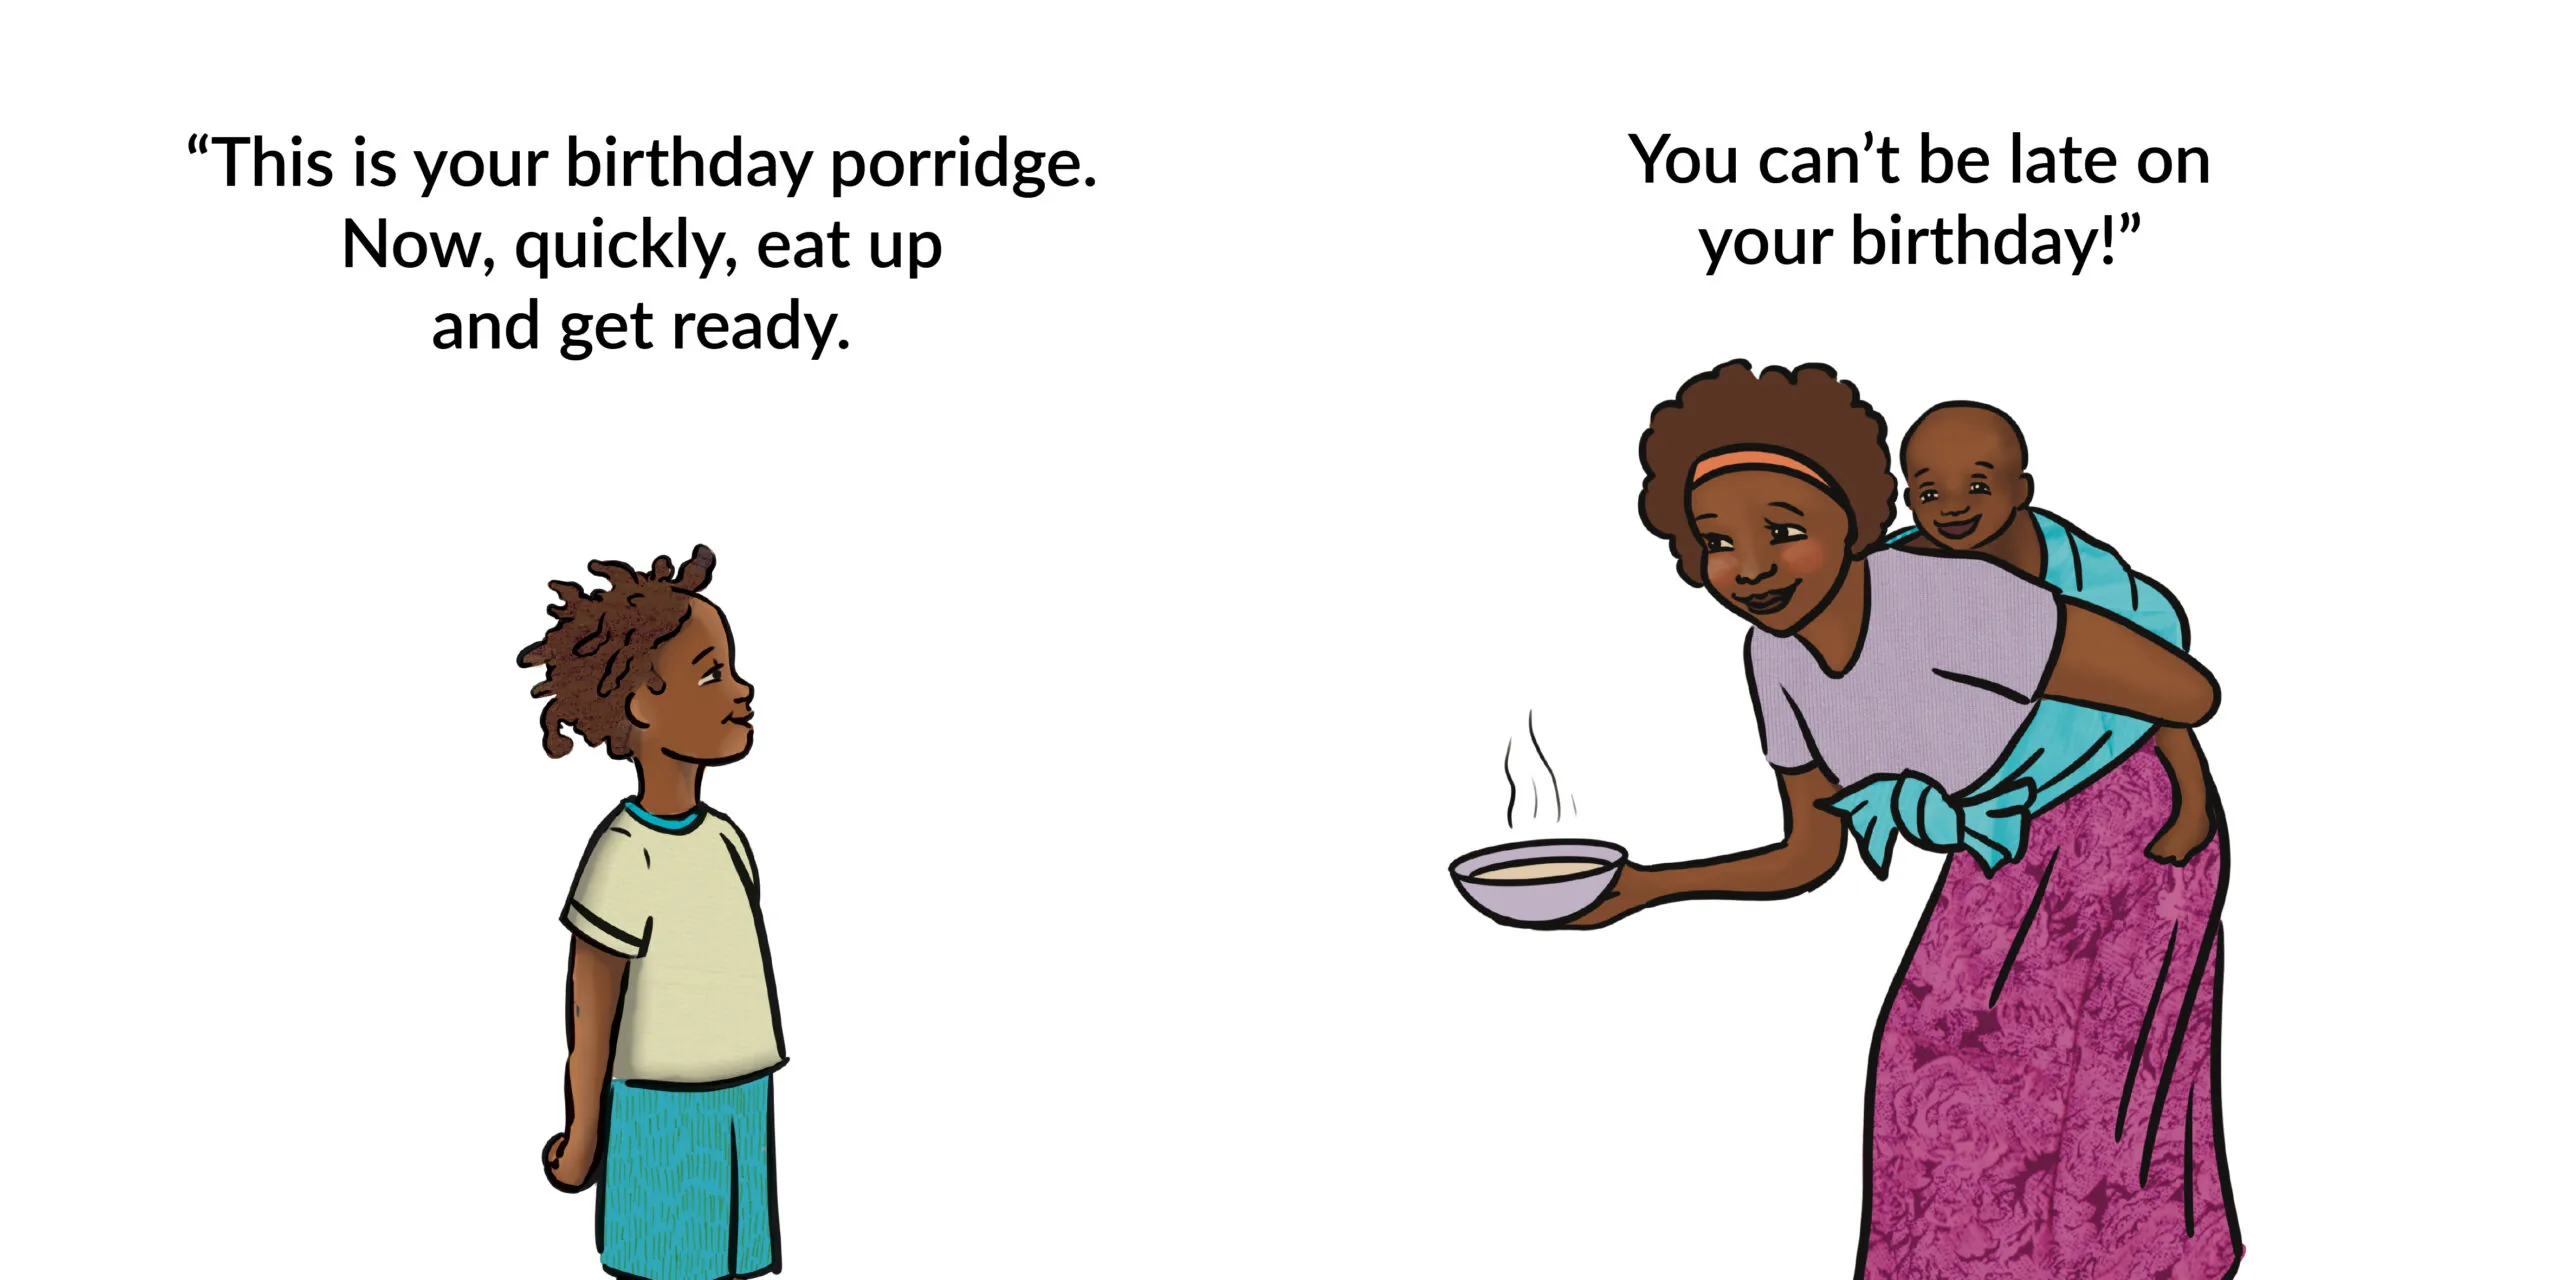 “This is your birthday porridge.
Now, quickly, eat up
and get ready.
You can’t be late on
your birthday!”